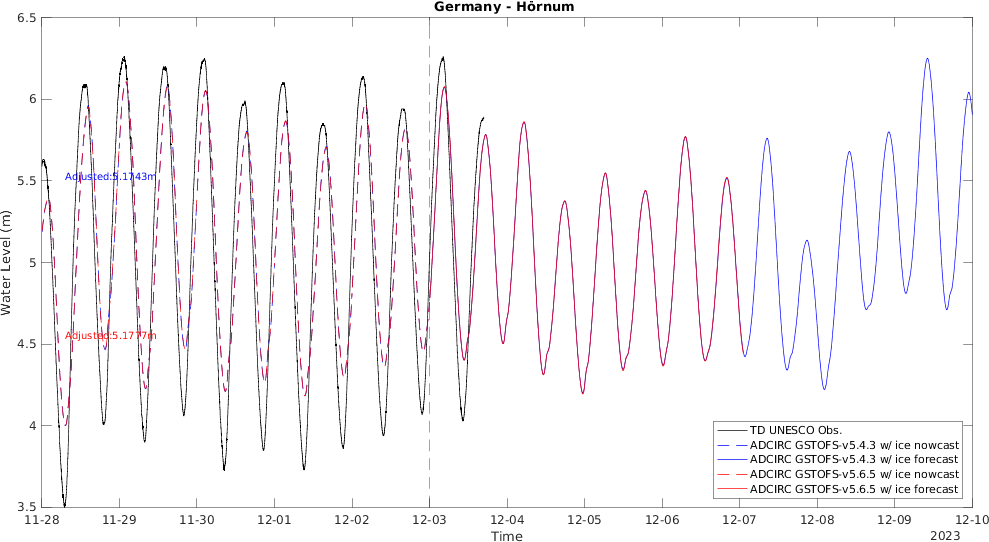 Germany - Hörnum
6.5
6
5.5
5
4.5
4
3.5
Water Level (m)
Adjusted:5.1743m
Adjusted:5.1777m
TD UNESCO Obs.
ADCIRC GSTOFS-v5.4.3 w/ ice nowcast
ADCIRC GSTOFS-v5.4.3 w/ ice forecast
ADCIRC GSTOFS-v5.6.5 w/ ice nowcast
ADCIRC GSTOFS-v5.6.5 w/ ice forecast
11-28 11-29 11-30 12-01 12-02 12-03 12-04 12-05 12-06 12-07 12-08 12-09 12-10
Time
2023